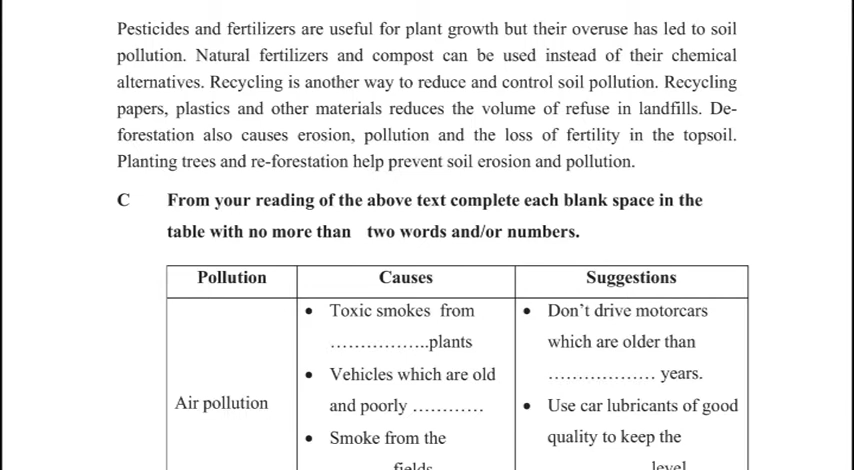 Pesticides and fertilizers are useful for plant growth but their overuse has led to soil
pollution. Natural fertilizers and compost can be used instead of their chemical
alternatives. Recycling is another way to reduce and control soil pollution. Recycling
papers, plastics and other materials reduces the volume of refuse in landfills. De-
forestation also causes erosion, pollution and the loss of fertility in the topsoil.
Planting trees and re-forestation help prevent soil erosion and pollution.
C From your reading of the above text complete each blank space in the
table with no more than two words and/or numbers.
Pollution Causes Suggestions
Air pollution
• Toxic smokes from
……………..plants
• Vehicles which are old
and poorly …………
• Smoke from the
fields
• Don't drive motorcars
which are older than
……………… years.
• Use car lubricants of good
quality to keep the
level